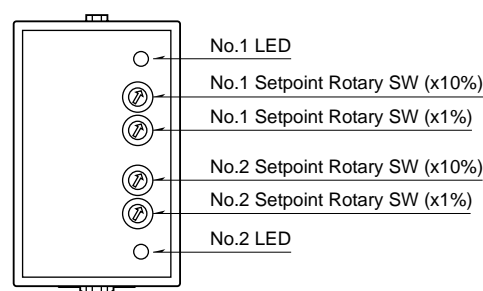 No.1 LED
No.1 Setpoint Rotary SW (x10%)
No.1 Setpoint Rotary SW (x1%)
No.2 Setpoint Rotary SW (x10%)
No.2 Setpoint Rotary SW (x1%)
No.2 LED